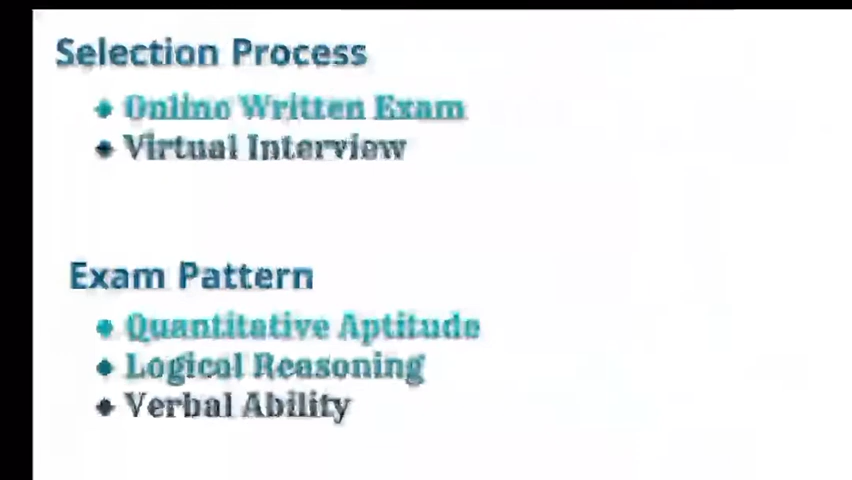 Selection Process
Online Written Exam
Virtual Interview
Exam Pattern
Quantitative Aptitude
Logical Reasoning
Verbal Ability